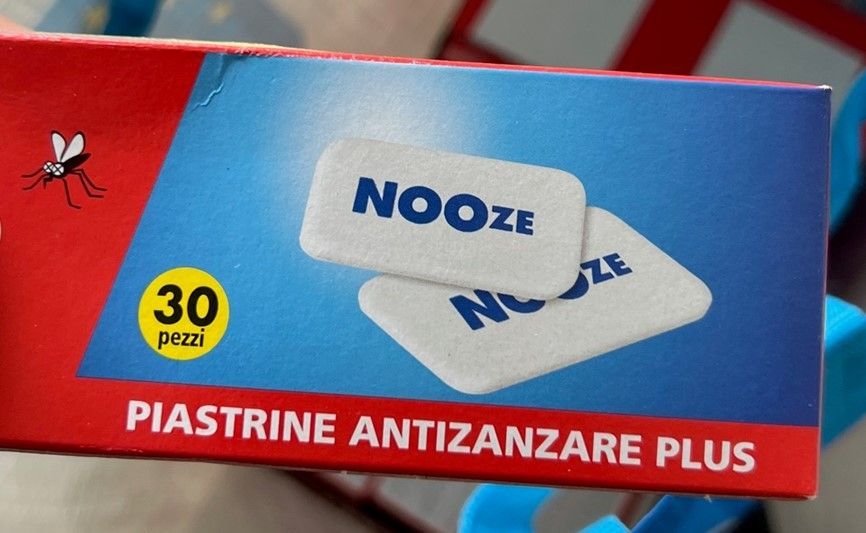 NOOZE
NOOZE
30
pezzi
PIASTRINE ANTIZANZARE PLUS